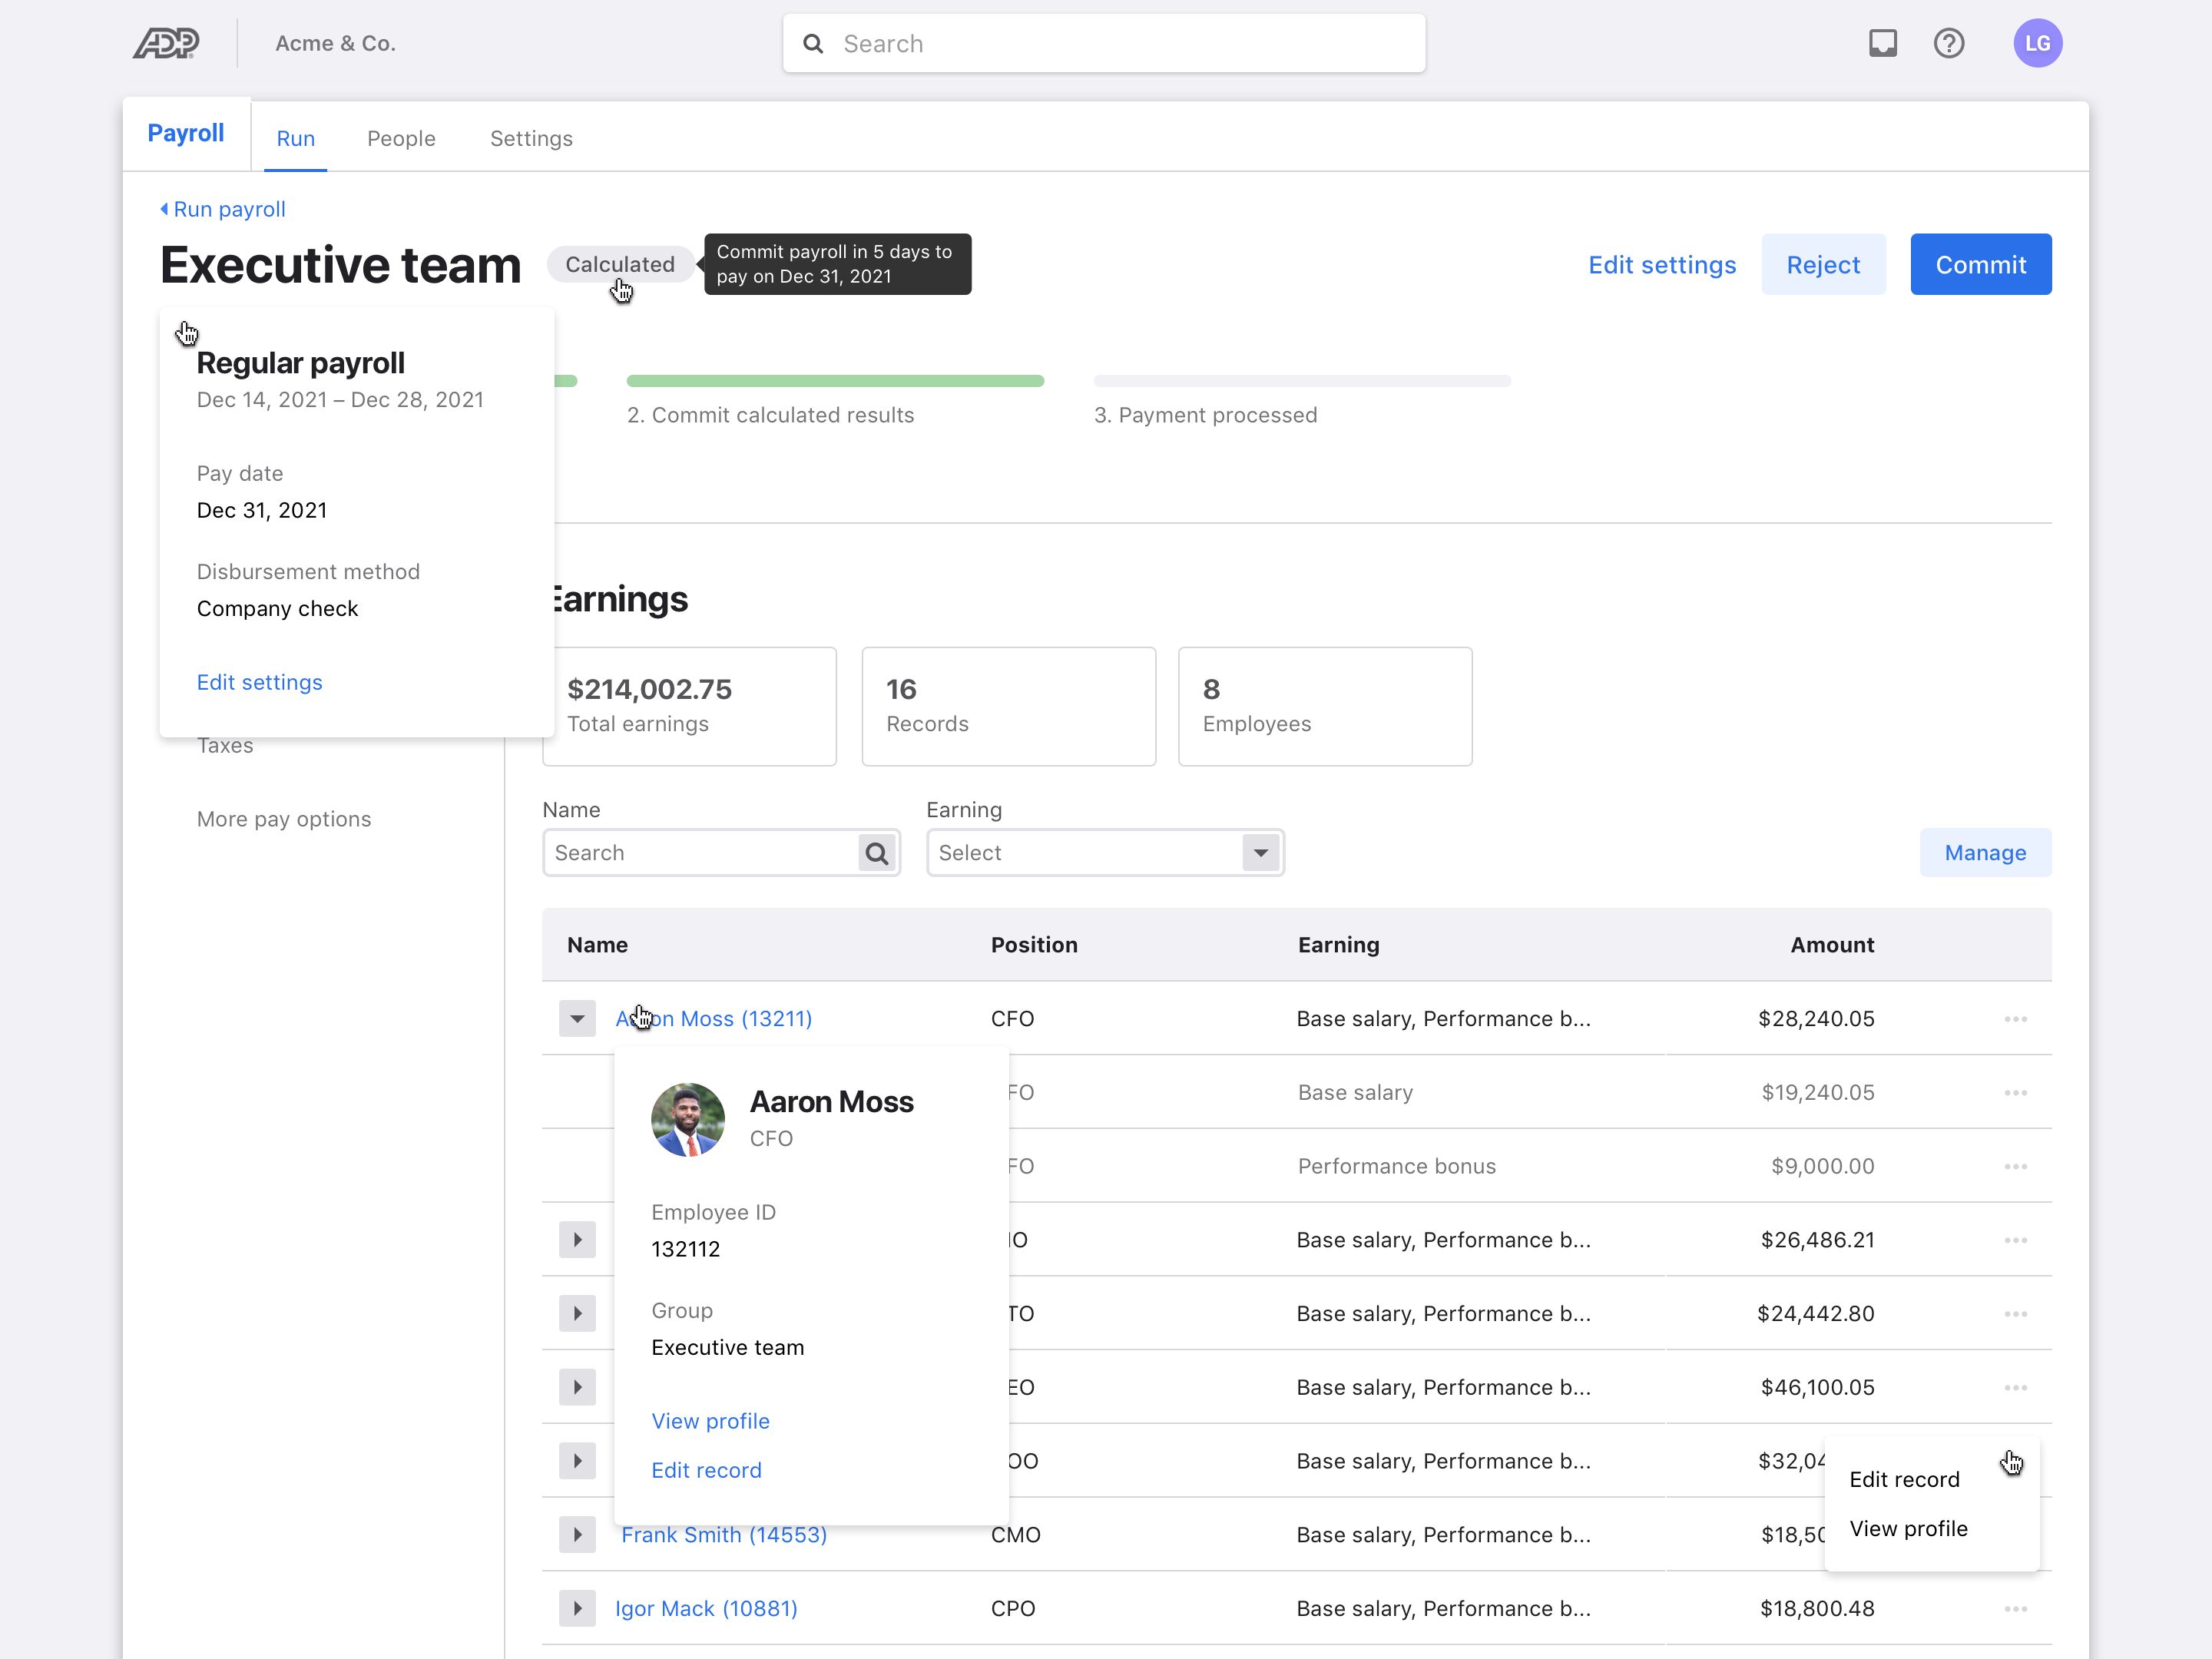 ADP
Acme & Co.
Search
LG
Payroll
Run
People
Settings
Run payroll
Executive team
Calculated
Commit payroll in 5 days to
pay on Dec 31, 2021
Edit settings
Reject
Commit
Regular payroll
Dec 14, 2021 – Dec 28, 2021
Pay date
Dec 31, 2021
Disbursement method
Company check
Edit settings
Taxes
More pay options
2. Commit calculated results
3. Payment processed
Earnings
$214,002.75
Total earnings
16
Records
8
Employees
Name
Search
Earning
Select
Manage
Name Position Earning Amount
Moss (13211) CFO Base salary, Performance b... $28,240.05
FO Base salary $19,240.05
FO Performance bonus $9,000.00
IO Base salary, Performance b... $26,486.21
TO Base salary, Performance b... $24,442.80
EO Base salary, Performance b... $46,100.05
OO Base salary, Performance b... $32,04
Frank Smith (14553) CMO Base salary, Performance b... $18,50
Igor Mack (10881) CPO Base salary, Performance b... $18,800.48
Aaron Moss
CFO
Employee ID
132112
Group
Executive team
View profile
Edit record
Edit record
View profile